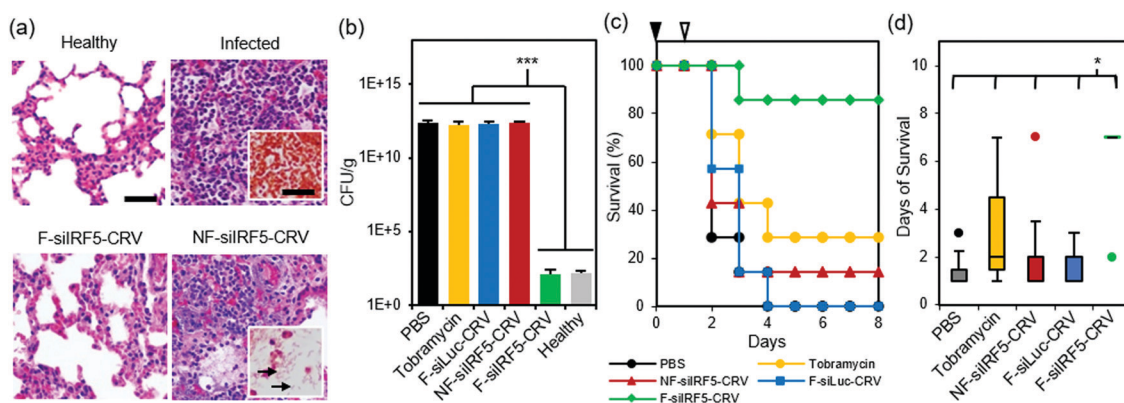 (a)
Healthy
Infected
F-siIRF5-CRV
NF-siIRF5-CRV
(b)
***
CFU/g
1E+15
1E+10
1E+5
1E+0
PBS
Tobramycin
F-siLuc-CRV
NF-siIRF5-CRV
F-siIRF5-CRV
Healthy
(c)
Survival (%)
100
80
60
40
20
0
0 2 4 6 8
Days
PBS
Tobramycin
NF-siIRF5-CRV
F-siLuc-CRV
F-siIRF5-CRV
(d)
*
Days of Survival
10
8
6
4
2
0
PBS
Tobramycin
NF-siIRF5-CRV
F-siLuc-CRV
F-siIRF5-CRV